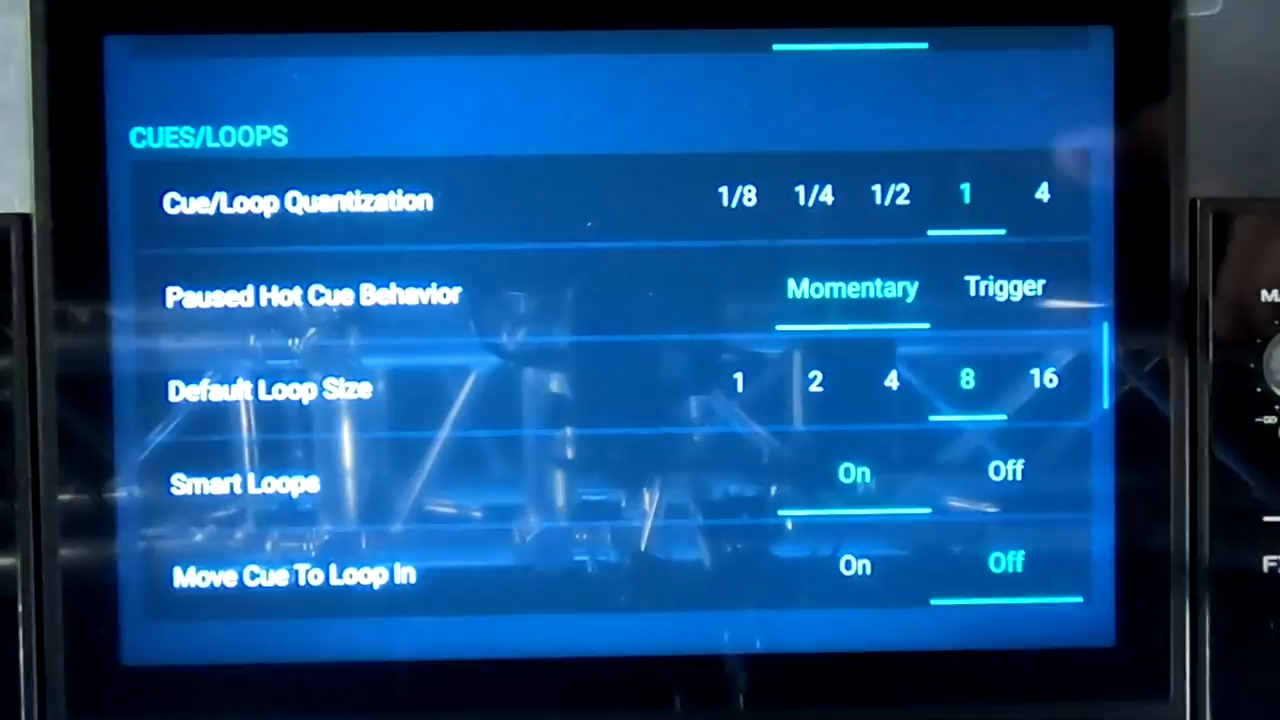 CUES/LOOPS
Cue/Loop Quantization 1/8 1/4 1/2 1 4
Paused Hot Cue Behavior Momentary Trigger
Default Loop Size 1 2 4 8 16
Smart Loops On Off
Move Cue To Loop In On Off